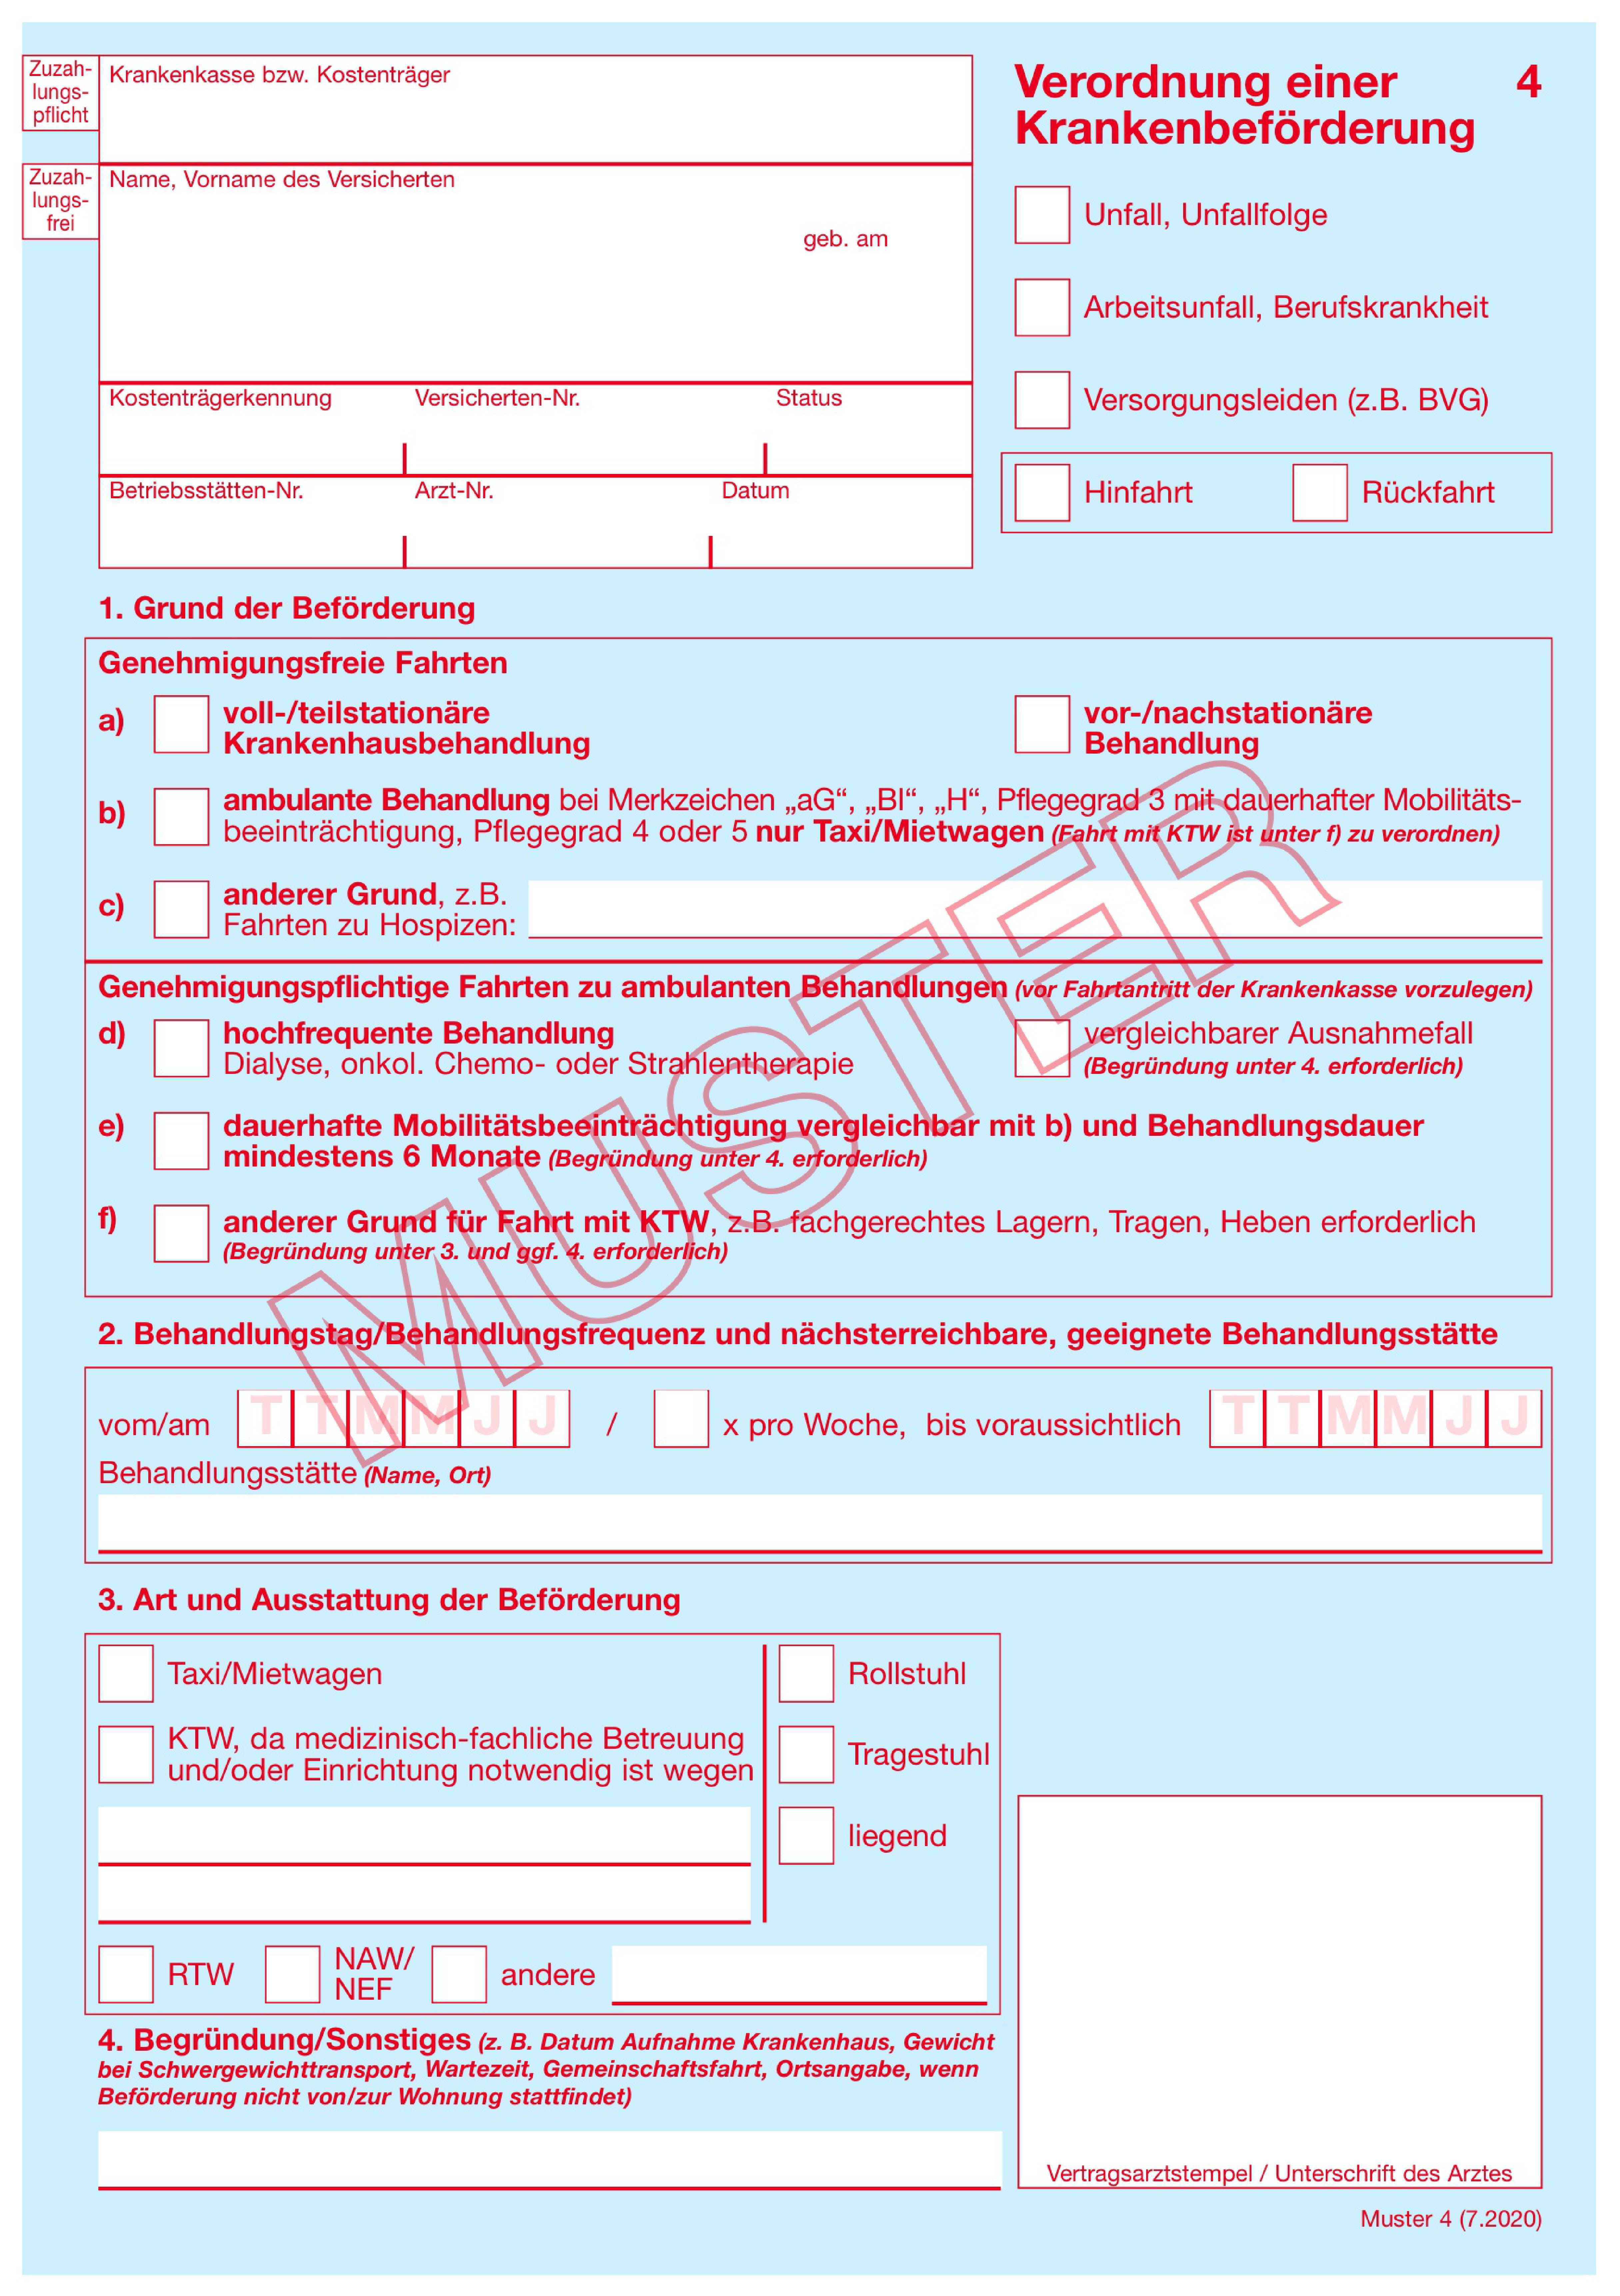 Zuzah-
lungs-
pflicht
Krankenkasse bzw. Kostenträger
Verordnung einer 4
Krankenbeförderung
Zuzah-
lungs-
frei
Name, Vorname des Versicherten
geb. am
Unfall, Unfallfolge
Arbeitsunfall, Berufskrankheit
Kostenträgerkennung Versicherten-Nr. Status
Versorgungsleiden (z.B. BVG)
Betriebsstätten-Nr. Arzt-Nr. Datum
Hinfahrt Rückfahrt
1. Grund der Beförderung
Genehmigungsfreie Fahrten
a) voll-/teilstationäre
Krankenhausbehandlung
vor-/nachstationäre
Behandlung
b) ambulante Behandlung bei Merkzeichen „aG“, „Bl“, „H“, Pflegegrad 3 mit dauerhafter Mobilitäts-
beeinträchtigung, Pflegegrad 4 oder 5 nur Taxi/Mietwagen (Fahrt mit KTW ist unter f) zu verordnen)
c) anderer Grund, z.B.
Fahrten zu Hospizen:
Genehmigungspflichtige Fahrten zu ambulanten Behandlungen (vor Fahrtantritt der Krankenkasse vorzulegen)
d) hochfrequente Behandlung
Dialyse, onkol. Chemo- oder Strahlentherapie
vergleichbarer Ausnahmefall
(Begründung unter 4. erforderlich)
e) dauerhafte Mobilitätsbeeinträchtigung vergleichbar mit b) und Behandlungsdauer
mindestens 6 Monate (Begründung unter 4. erforderlich)
f) anderer Grund für Fahrt mit KTW, z.B. fachgerechtes Lagern, Tragen, Heben erforderlich
(Begründung unter 3. und ggf. 4. erforderlich)
MUSTER
2. Behandlungstag/Behandlungsfrequenz und nächsterreichbare, geeignete Behandlungsstätte
vom/am T T M M J J / x pro Woche, bis voraussichtlich T T M M J J
Behandlungsstätte (Name, Ort)
3. Art und Ausstattung der Beförderung
Taxi/Mietwagen
Rollstuhl
KTW, da medizinisch-fachliche Betreuung
und/oder Einrichtung notwendig ist wegen
Tragestuhl
liegend
RTW NAW/
NEF
andere
4. Begründung/Sonstiges (z. B. Datum Aufnahme Krankenhaus, Gewicht
bei Schwergewichttransport, Wartezeit, Gemeinschaftsfahrt, Ortsangabe, wenn
Beförderung nicht von/zur Wohnung stattfindet)
Vertragsarztstempel / Unterschrift des Arztes
Muster 4 (7.2020)